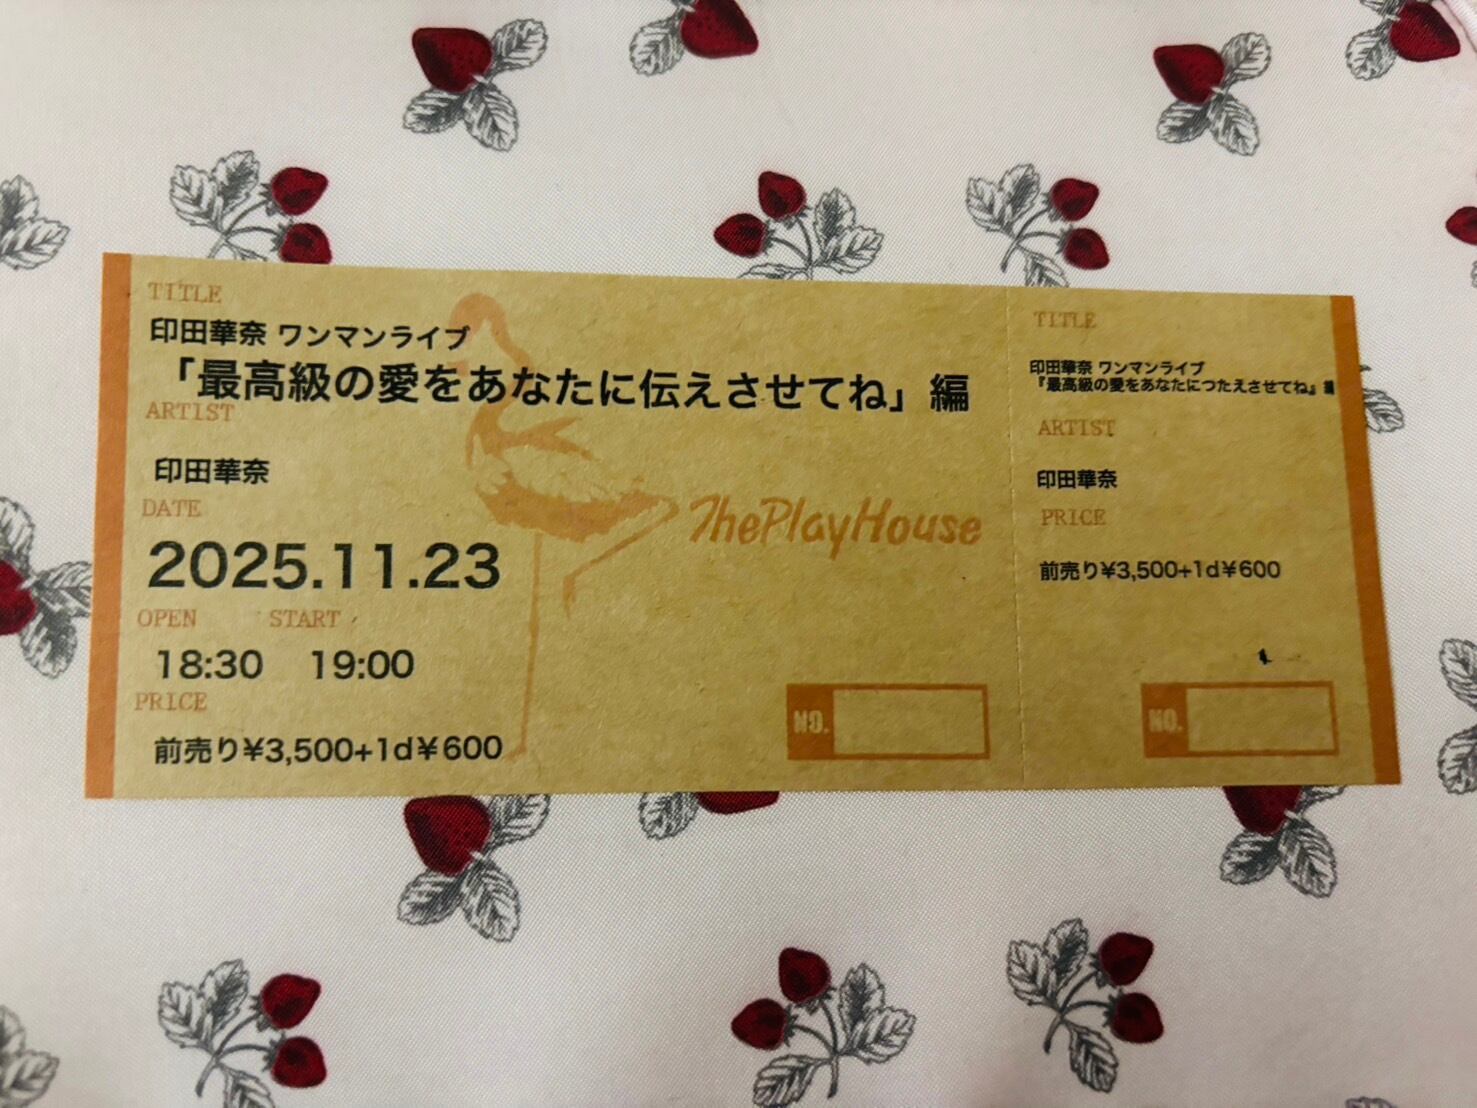 TITLE
印田華奈 ワンマンライブ
「最高級の愛をあなたに伝えさせてね」編
ARTIST
印田華奈
DATE
2025.11.23
OPEN START
18:30 19:00
PRICE
前売り¥3,500+1d¥600
ThePlayHouse
NO.
TITLE
印田華奈 ワンマンライブ
『最高級の愛をあなたにつたえさせてね』編
ARTIST
印田華奈
PRICE
前売り¥3,500+1d¥600
NO.